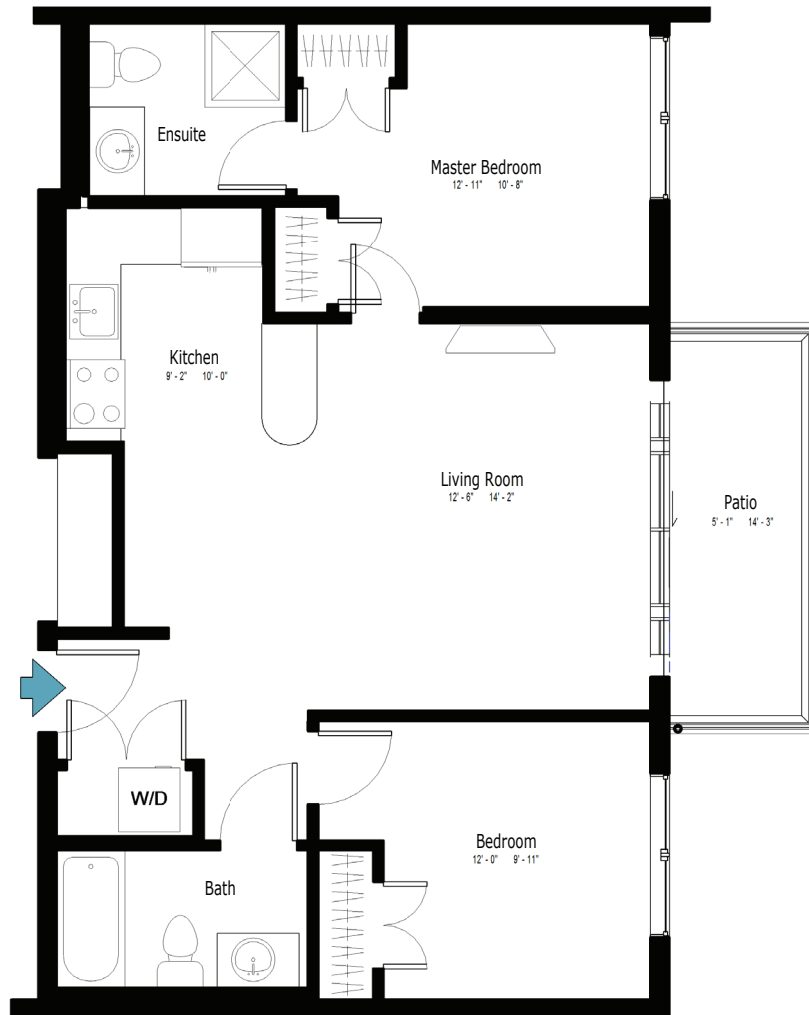 Ensuite
Master Bedroom
12' - 11" 10' - 8"
Kitchen
9' - 2" 10' - 0"
Living Room
12' - 6" 14' - 2"
Patio
5' - 1" 14' - 3"
W/D
Bedroom
12' - 0" 9' - 11"
Bath